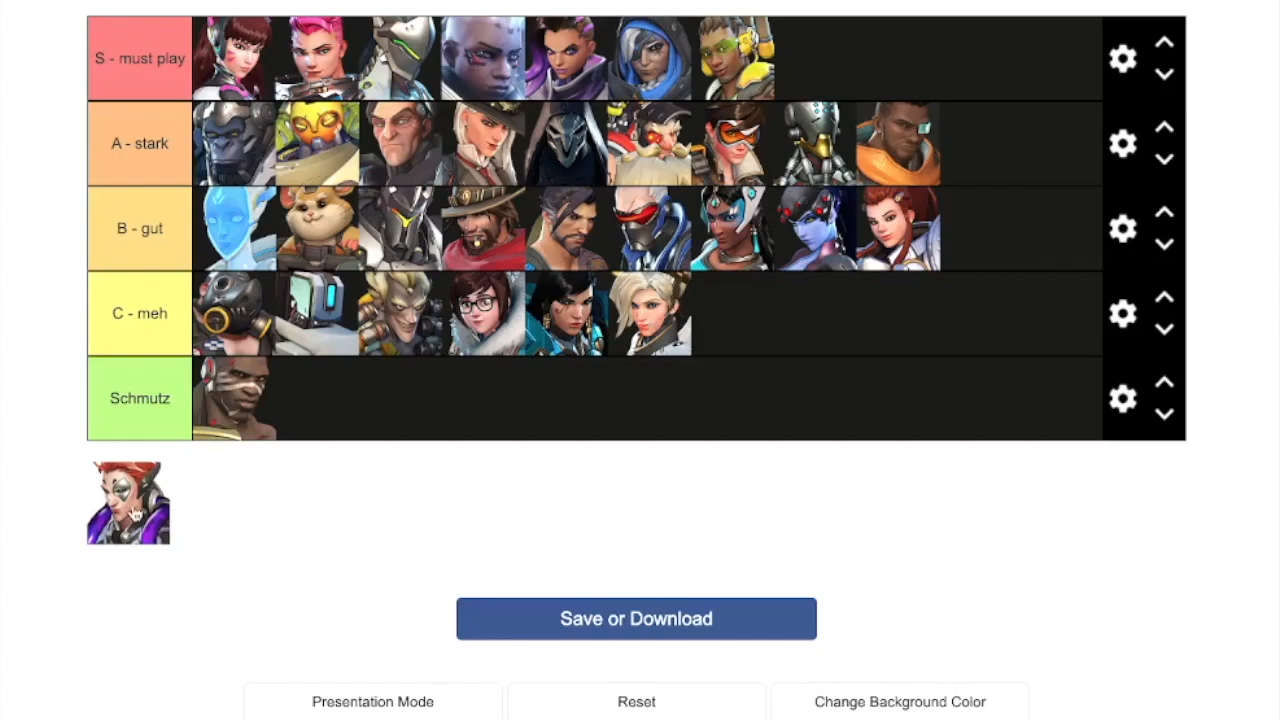 S - must play
A - stark
B - gut
C - meh
Schmutz
Save or Download
Presentation Mode
Reset
Change Background Color